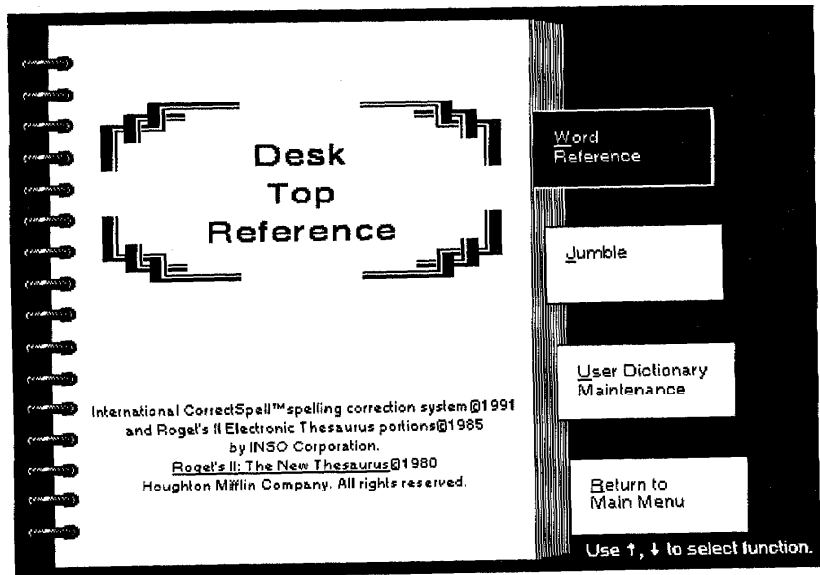 Desk
Top
Reference
International CorrectSpell™ spelling correction system ©1991
and Roget's II Electronic Thesaurus portions ©1985
by INSO Corporation.
Roget's II: The New Thesaurus ©1980
Houghton Mifflin Company. All rights reserved.
Word
Reference
Jumble
User Dictionary
Maintenance
Return to
Main Menu
Use ↑, ↓ to select function.